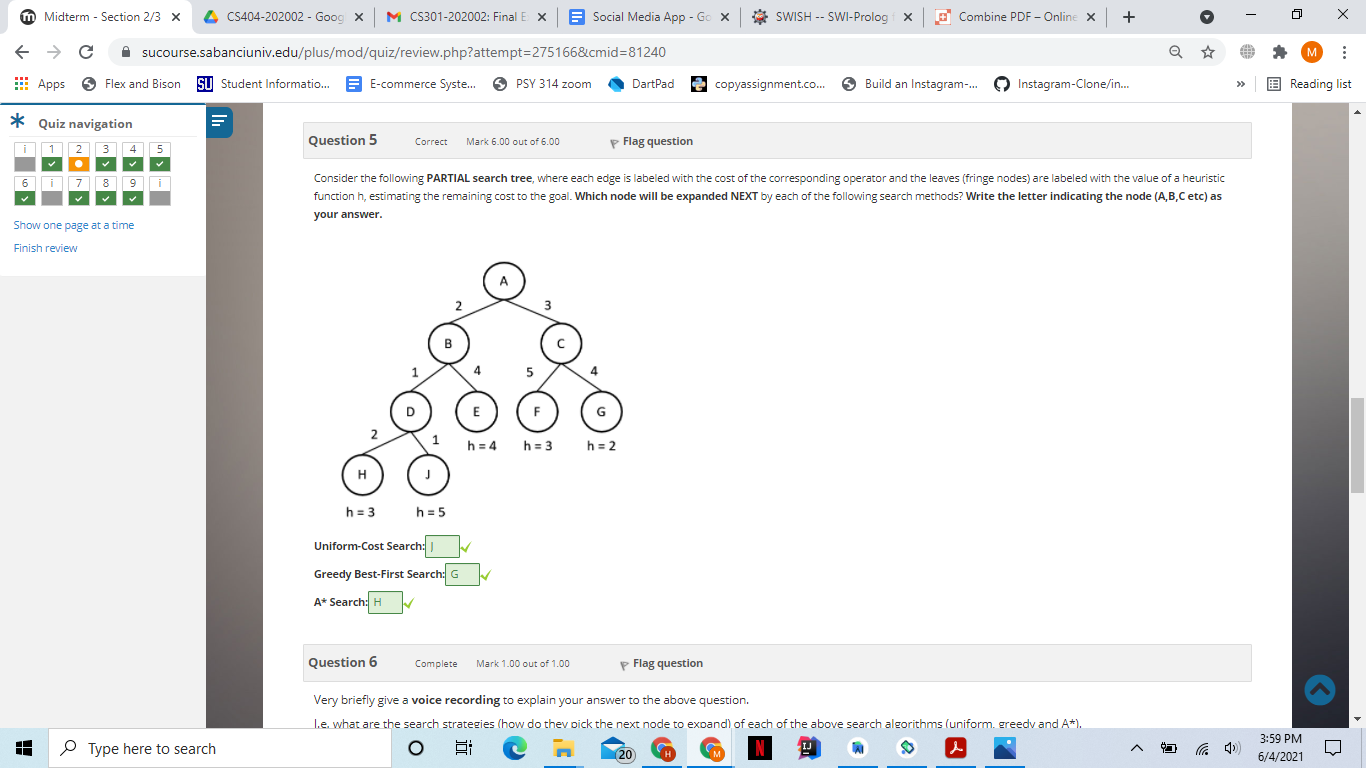 Midterm - Section 2/3
CS404-202002 - Goog
CS301-202002: Final E
Social Media App - Go
SWISH -- SWI-Prolog
Combine PDF – Online
sucourse.sabanciuniv.edu/plus/mod/quiz/review.php?attempt=275166&cmid=81240
M
Apps
Flex and Bison
SU
Student Informatio...
E-commerce Syste...
PSY 314 zoom
DartPad
copyassignment.co...
Build an Instagram-...
Instagram-Clone/in...
»
Reading list
Quiz navigation
i 1 2 3 4 5
6 i 7 8 9 i
Show one page at a time
Finish review
Question 5
Correct
Mark 6.00 out of 6.00
Flag question
Consider the following PARTIAL search tree, where each edge is labeled with the cost of the corresponding operator and the leaves (fringe nodes) are labeled with the value of a heuristic
function h, estimating the remaining cost to the goal. Which node will be expanded NEXT by each of the following search methods? Write the letter indicating the node (A,B,C etc) as
your answer.
A
2 3
B C
1 4 5 4
D E F G
2 1 h = 4 h = 3 h = 2
H J
h = 3 h = 5
Uniform-Cost Search: J
Greedy Best-First Search: G
A* Search: H
Question 6
Complete
Mark 1.00 out of 1.00
Flag question
Very briefly give a voice recording to explain your answer to the above question.
I.e. what are the search strategies (how do they pick the next node to expand) of each of the above search algorithms (uniform, greedy and A*).
Type here to search
20
H
M
N
IJ
3:59 PM
6/4/2021